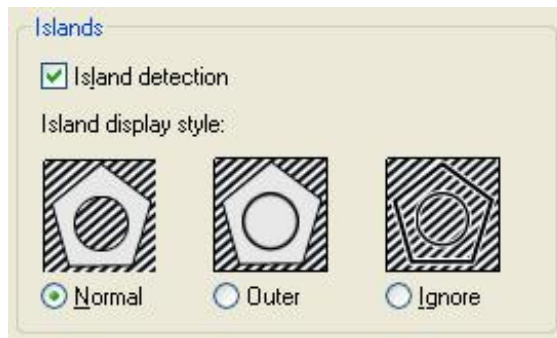 Islands
Island detection
Island display style:
Normal
Outer
Ignore